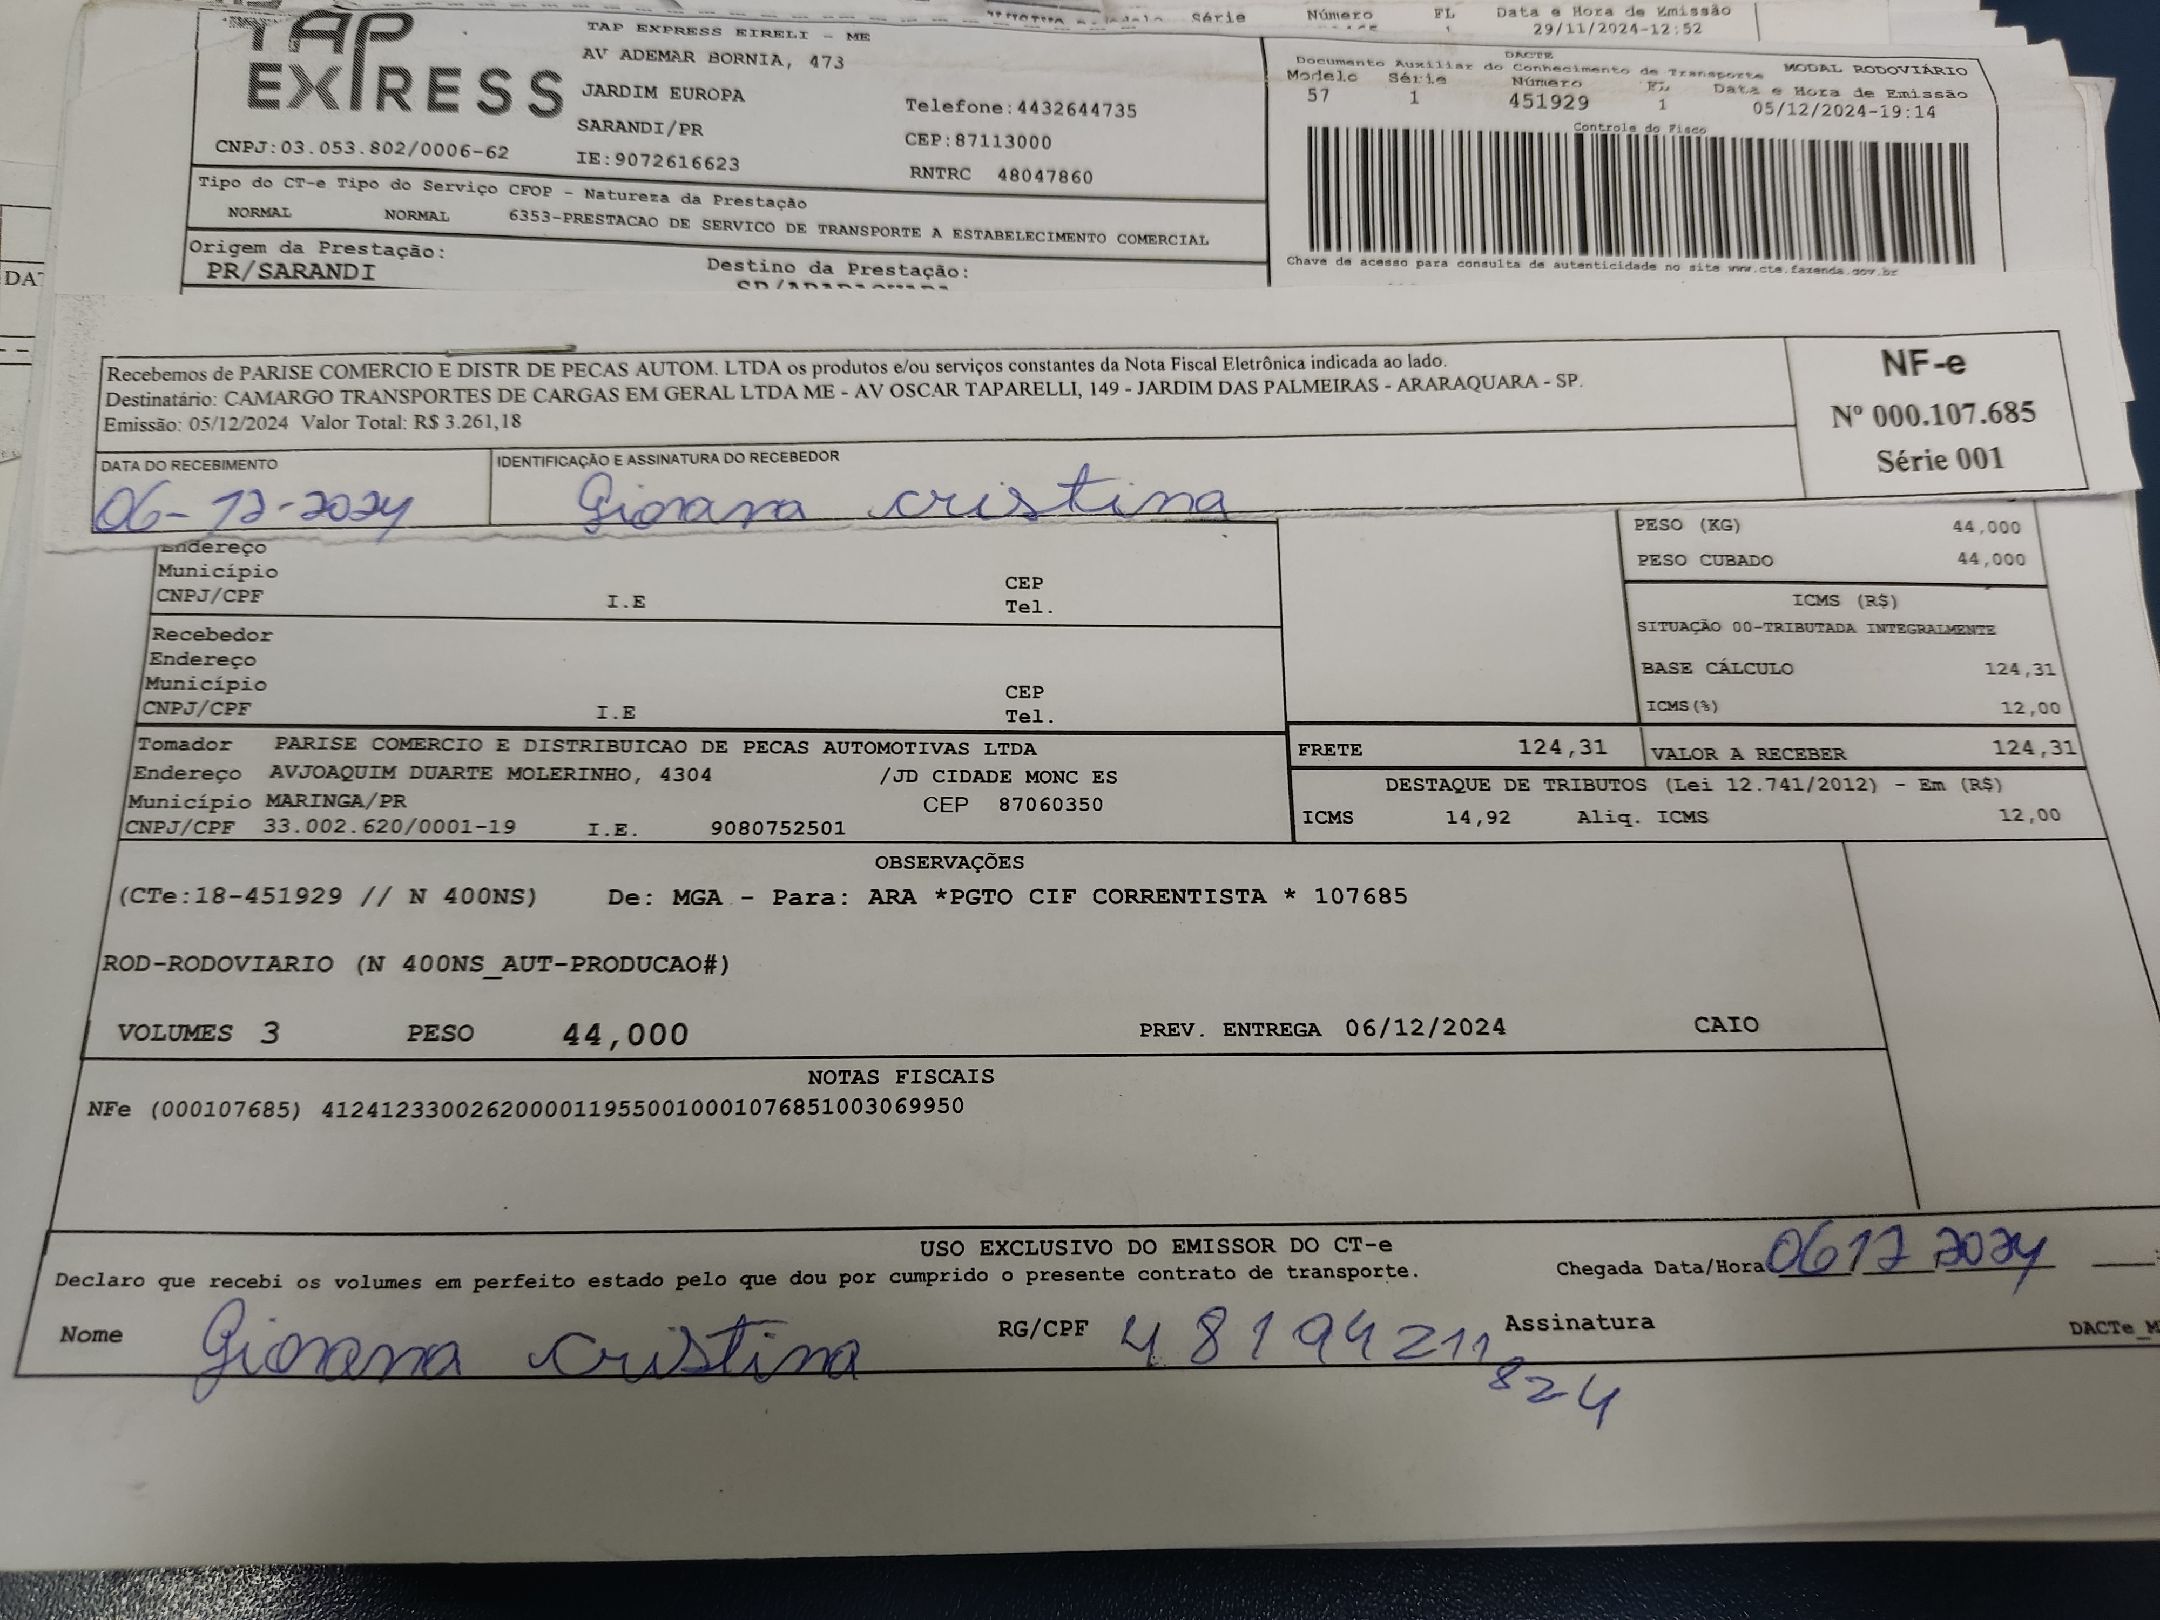 Série Número FL Data e Hora de Emissão
29/11/2024-12:52
TAP EXPRESS
TAP EXPRESS EIRELI - ME
AV ADEMAR BORNIA, 473
JARDIM EUROPA
SARANDI/PR
IE:9072616623
Telefone:4432644735
CEP:87113000
RNTRC 48047860
CNPJ:03.053.802/0006-62
DACTE
Documento Auxiliar do Conhecimento de Transporte MODAL RODOVIÁRIO
Modelo Série Número FL Data e Hora de Emissão
57 1 451929 1 05/12/2024-19:14
Controle do Fisco
Chave de acesso para consulta de autenticidade no site www.cte.fazenda.gov.br
Tipo do CT-e Tipo do Serviço CFOP - Natureza da Prestação
NORMAL NORMAL 6353-PRESTACAO DE SERVICO DE TRANSPORTE A ESTABELECIMENTO COMERCIAL
Origem da Prestação: Destino da Prestação:
PR/SARANDI
Recebemos de PARISE COMERCIO E DISTR DE PECAS AUTOM. LTDA os produtos e/ou serviços constantes da Nota Fiscal Eletrônica indicada ao lado.
Destinatário: CAMARGO TRANSPORTES DE CARGAS EM GERAL LTDA ME - AV OSCAR TAPARELLI, 149 - JARDIM DAS PALMEIRAS - ARARAQUARA - SP.
Emissão: 05/12/2024 Valor Total: R$ 3.261,18
NF-e
Nº 000.107.685
Série 001
DATA DO RECEBIMENTO IDENTIFICAÇÃO E ASSINATURA DO RECEBEDOR
06-12-2024 Giovana cristina
Endereço
Município CEP
CNPJ/CPF I.E Tel.
Recebedor
Endereço
Município CEP
CNPJ/CPF I.E Tel.
PESO (KG) 44,000
PESO CUBADO 44,000
ICMS (R$)
SITUAÇÃO 00-TRIBUTADA INTEGRALMENTE
BASE CÁLCULO 124,31
ICMS(%) 12,00
Tomador PARISE COMERCIO E DISTRIBUICAO DE PECAS AUTOMOTIVAS LTDA
Endereço AVJOAQUIM DUARTE MOLERINHO, 4304 /JD CIDADE MONC ES
Município MARINGA/PR CEP 87060350
CNPJ/CPF 33.002.620/0001-19 I.E. 9080752501
FRETE 124,31 VALOR A RECEBER 124,31
DESTAQUE DE TRIBUTOS (Lei 12.741/2012) - Em (R$)
ICMS 14,92 Aliq. ICMS 12,00
OBSERVAÇÕES
(CTe:18-451929 // N 400NS) De: MGA - Para: ARA *PGTO CIF CORRENTISTA * 107685
ROD-RODOVIARIO (N 400NS_AUT-PRODUCAO#)
VOLUMES 3 PESO 44,000 PREV. ENTREGA 06/12/2024 CAIO
NOTAS FISCAIS
NFe (000107685) 41241233002620000119550010001076851003069950
USO EXCLUSIVO DO EMISSOR DO CT-e
Declaro que recebi os volumes em perfeito estado pelo que dou por cumprido o presente contrato de transporte. Chegada Data/Hora 06 12 2024
Nome Giovana cristina RG/CPF 48194211824 Assinatura